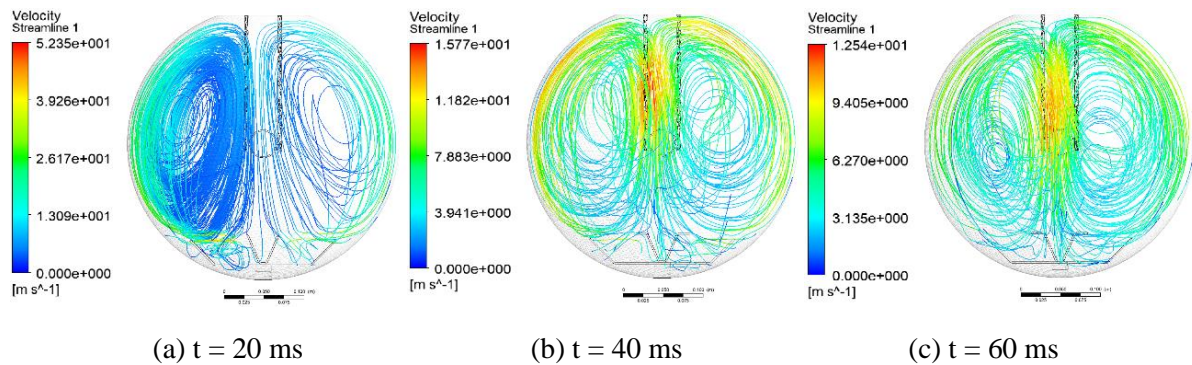 Velocity
Streamline 1
5.235e+001
3.926e+001
2.617e+001
1.309e+001
0.000e+000
[m s^-1]
Velocity
Streamline 1
1.577e+001
1.182e+001
7.883e+000
3.941e+000
0.000e+000
[m s^-1]
Velocity
Streamline 1
1.254e+001
9.405e+000
6.270e+000
3.135e+000
0.000e+000
[m s^-1]
(a) t = 20 ms
(b) t = 40 ms
(c) t = 60 ms